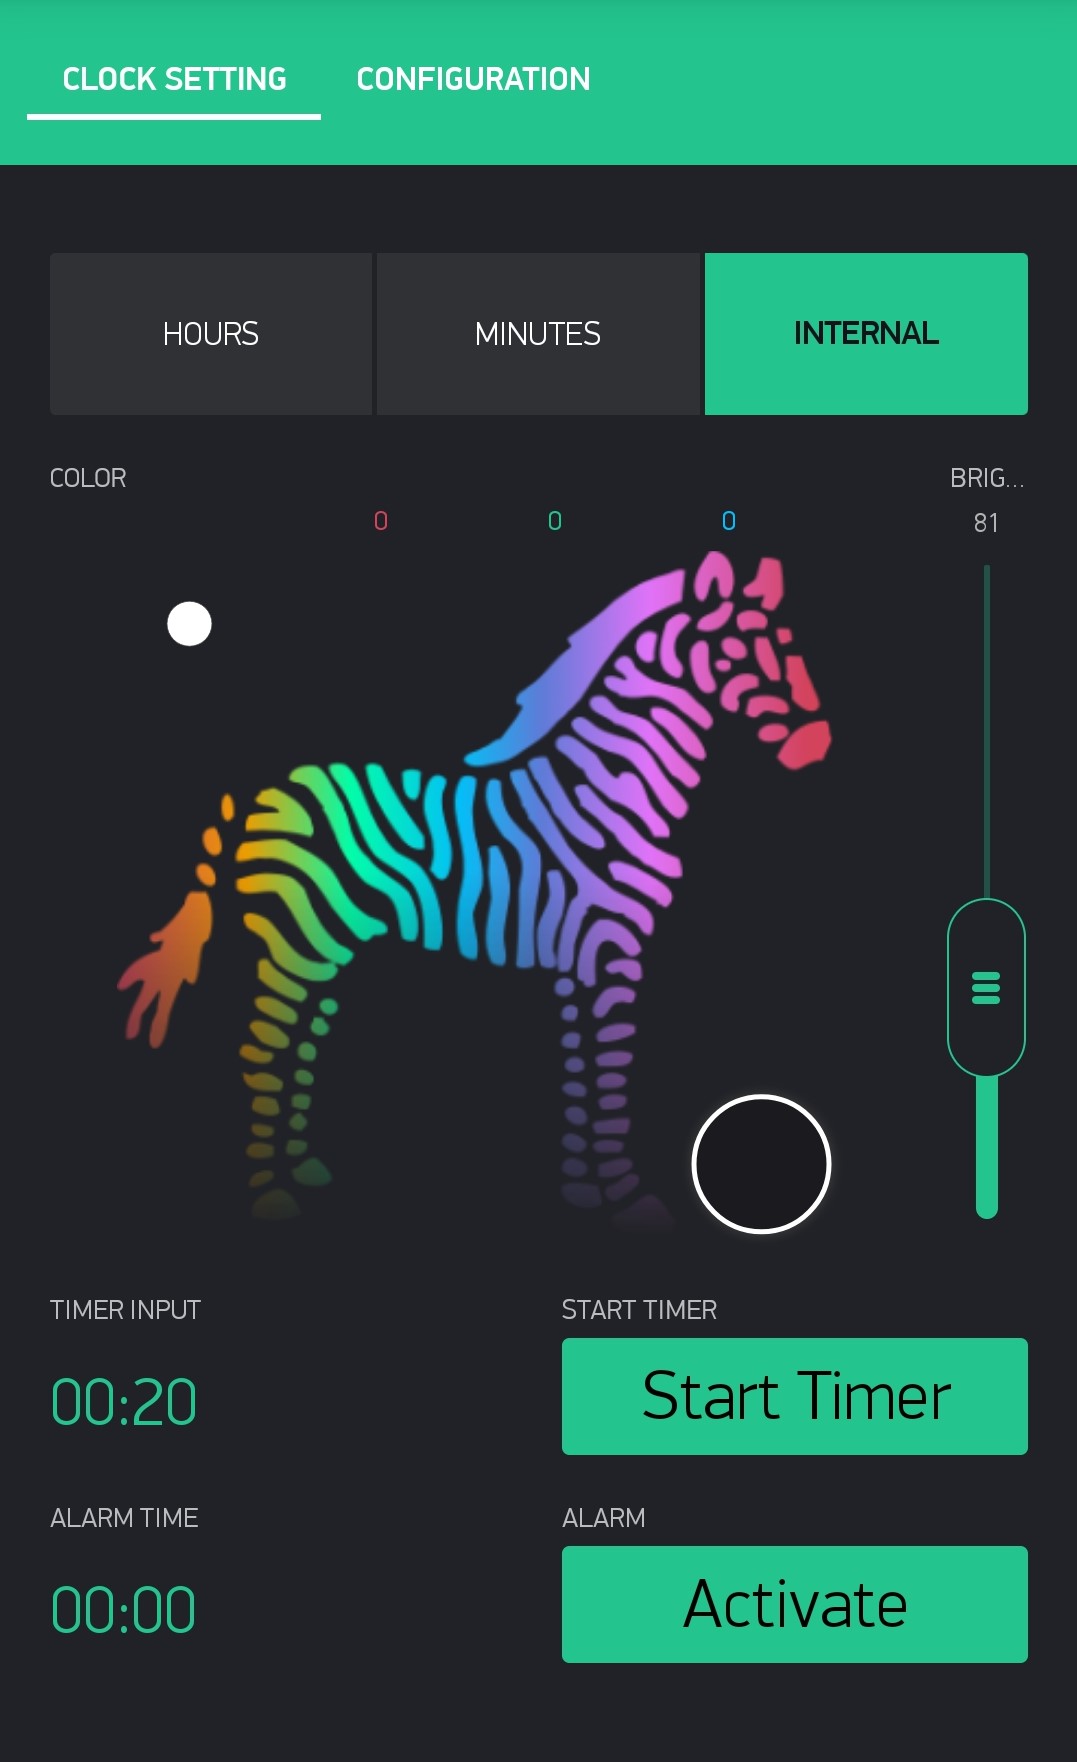 CLOCK SETTING CONFIGURATION
HOURS MINUTES INTERNAL
COLOR BRIG...
0 0 0 81
TIMER INPUT START TIMER
00:20 Start Timer
ALARM TIME ALARM
00:00 Activate